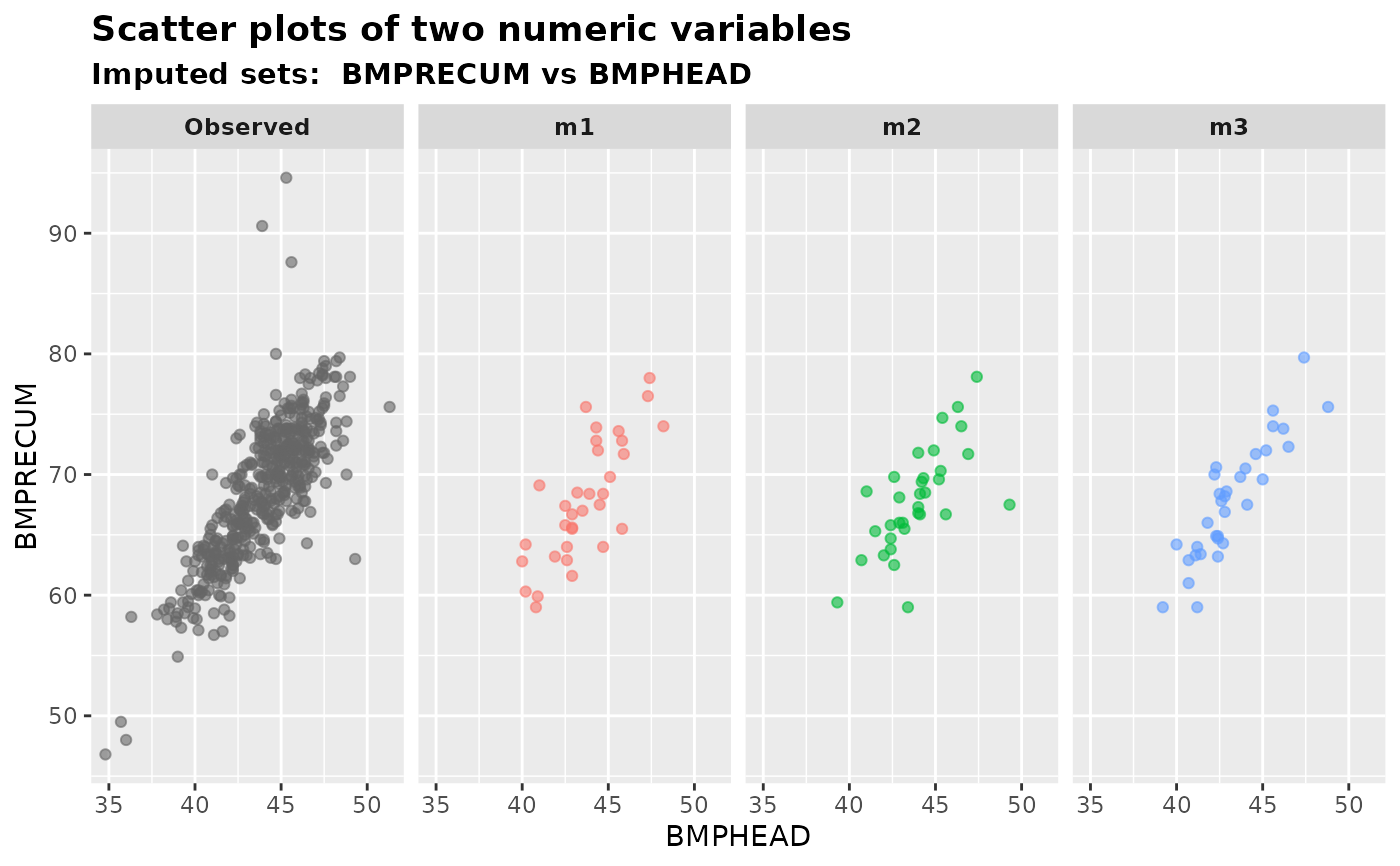 Scatter plots of two numeric variables
Imputed sets:  BMPRECUM vs BMPHEAD
Observed m1 m2 m3
BMPRECUM
90
80
70
60
50
35 40 45 50 35 40 45 50 35 40 45 50 35 40 45 50
BMPHEAD